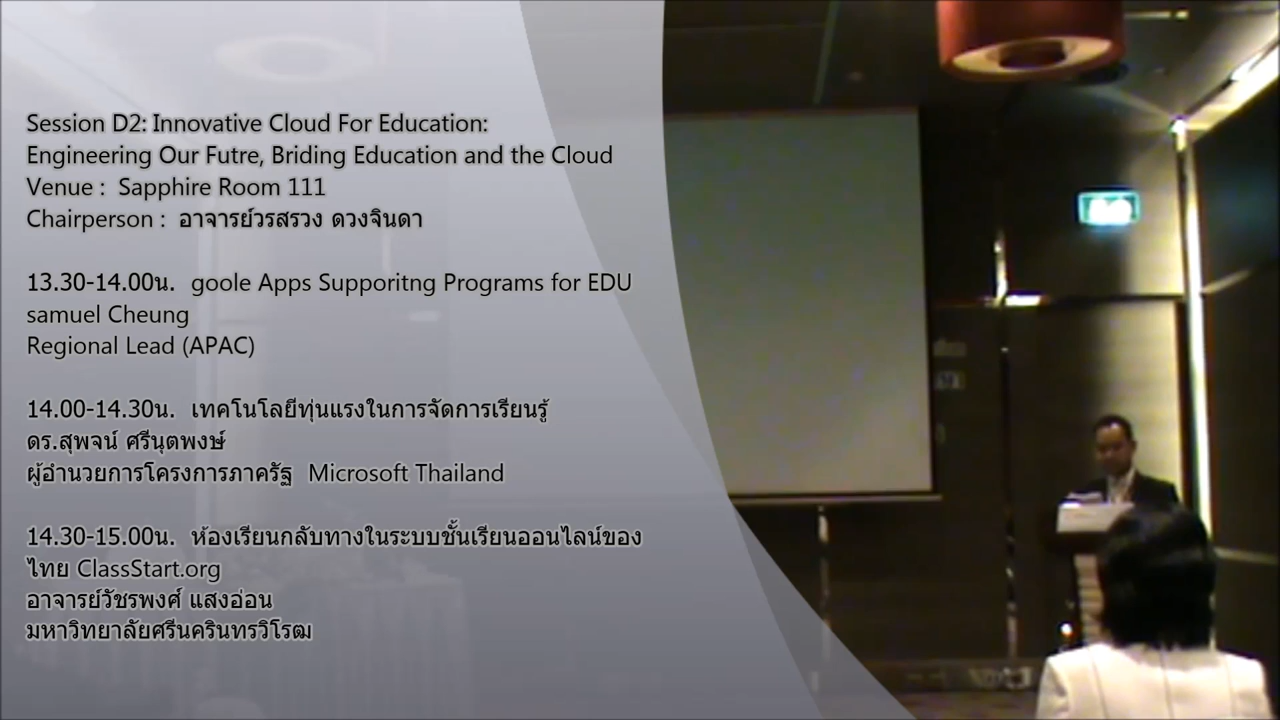 Session D2: Innovative Cloud For Education:
Engineering Our Futre, Briding Education and the Cloud
Venue :  Sapphire Room 111
Chairperson :  อาจารย์วรสรวง ดวงจินดา
13.30-14.00น.  goole Apps Supporitng Programs for EDU
samuel Cheung
Regional Lead (APAC)
14.00-14.30น.  เทคโนโลยีทุ่นแรงในการจัดการเรียนรู้
ดร.สุพจน์ ศรีนุตพงษ์
ผู้อำนวยการโครงการภาครัฐ  Microsoft Thailand
14.30-15.00น.  ห้องเรียนกลับทางในระบบชั้นเรียนออนไลน์ของ
ไทย ClassStart.org
อาจารย์วัชรพงศ์ แสงอ่อน
มหาวิทยาลัยศรีนครินทรวิโรฒ